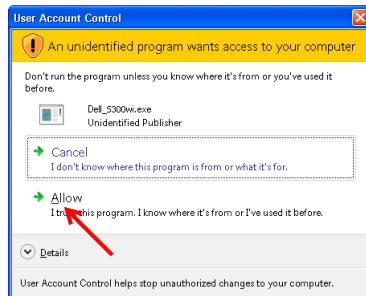 User Account Control
An unidentified program wants access to your computer
Don't run the program unless you know where it's from or you've used it
before.
Dell_S300wi.exe
Unidentified Publisher
Cancel
I don't know where this program is from or what it's for.
Allow
I trust this program. I know where it's from or I've used it before.
Details
User Account Control helps stop unauthorized changes to your computer.